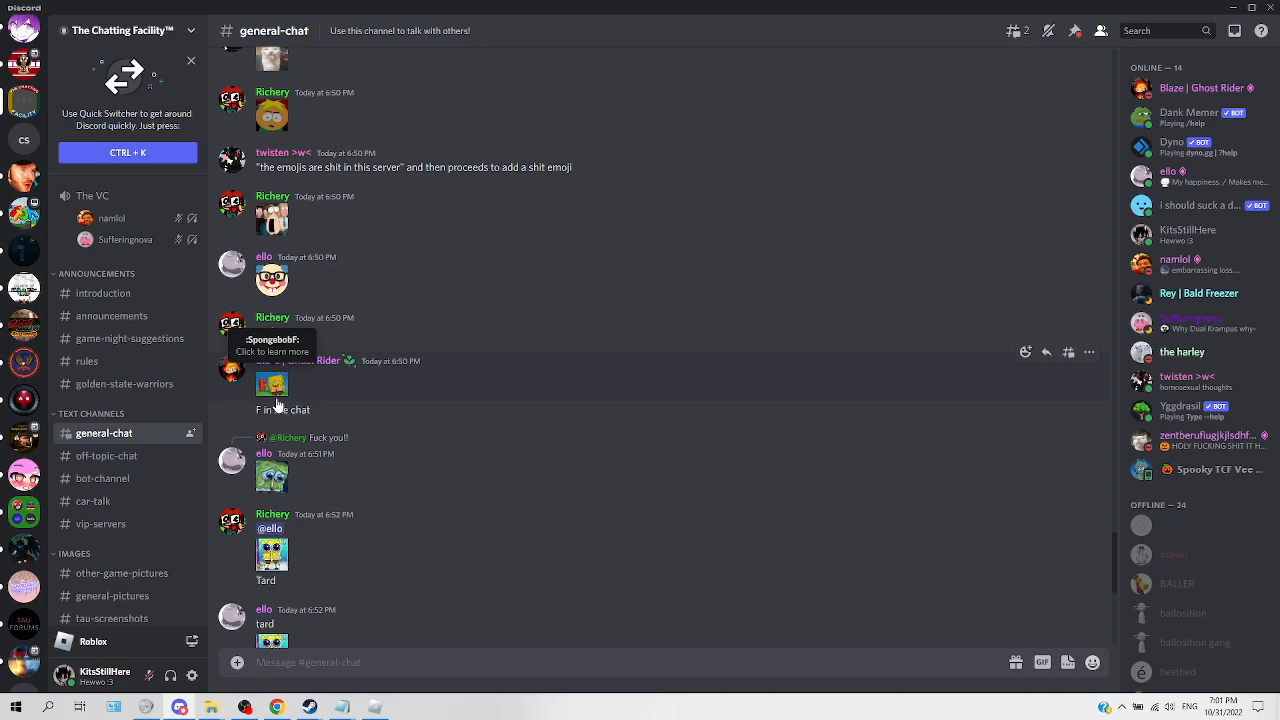 Discord
The Chatting Facility™
general-chat
Use this channel to talk with others!
2
Search
Use Quick Switcher to get around
Discord quickly. Just press:
CTRL + K
CS
The VC
namlol
Suferingnova
ANNOUNCEMENTS
introduction
announcements
game-night-suggestions
rules
golden-state-warriors
TEXT CHANNELS
general-chat
off-topic-chat
bot-channel
car-talk
vip-servers
IMAGES
other-game-pictures
general-pictures
tau-screenshots
TAU
FORUMS
Roblox
KitsStillHere
Hewwo :3
Richery Today at 6:50 PM
twisten >w< Today at 6:50 PM
"the emojis are shit in this server" and then proceeds to add a shit emoji
Richery Today at 6:50 PM
ello Today at 6:50 PM
Richery Today at 6:50 PM
:SpongebobF:
Click to learn more
Rider Today at 6:50 PM
F
chat
@Richery Fuck you!!
ello Today at 6:51 PM
Richery Today at 6:52 PM
@ello
Tard
ello Today at 6:52 PM
tard
Message #general-chat
GIF
ONLINE — 14
Blaze | Ghost Rider
Dank Memer BOT
Playing /help
Dyno BOT
Playing dyno.gg | ?help
ello
My happiness. / Makes me...
i should suck a d... BOT
KitsStillHere
Hewwo :3
namlol
embarrassing loss....
Rey | Bald Freezer
Suferingnova
Why Dual Krampus why-
the harley
twisten >w<
homosexual thoughts
Yggdrasil BOT
Playing Type --help
zentberufiugjkjlsdhf...
HOLY FUCKING SHIT IT H...
Spooky TCF Vee ...
OFFLINE — 24
arawn
BALLER
ballosition
ballosition gang
bestbed
7:01 PM
10/31/2022